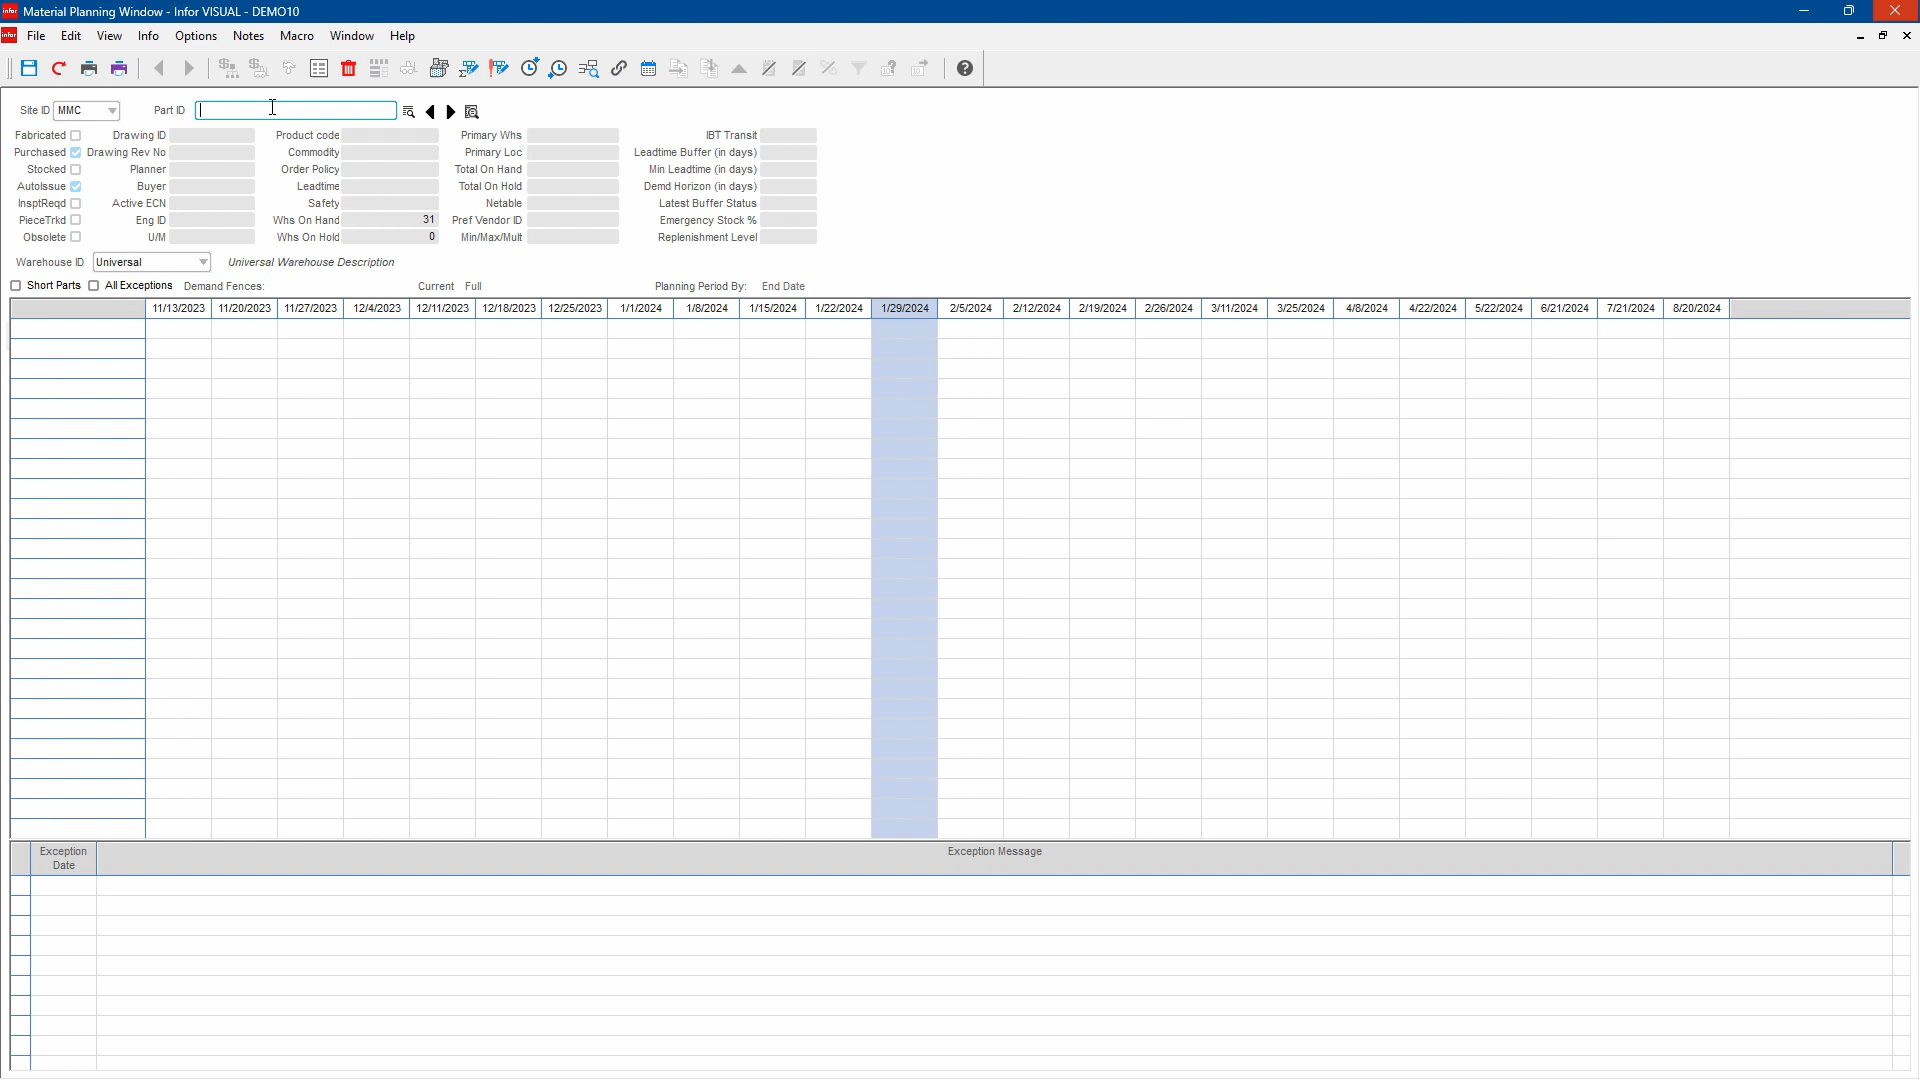 infor Material Planning Window - Infor VISUAL - DEMO10
infor File Edit View Info Options Notes Macro Window Help
Site ID MMC Part ID
Fabricated Drawing ID Product code Primary Whs IBT Transit
Purchased Drawing Rev No Commodity Primary Loc Leadtime Buffer (in days)
Stocked Planner Order Policy Total On Hand Min Leadtime (in days)
AutoIssue Buyer Leadtime Total On Hold Demd Horizon (in days)
InsptReqd Active ECN Safety Netable Latest Buffer Status
PieceTrkd Eng ID Whs On Hand 31 Pref Vendor ID Emergency Stock %
Obsolete U/M Whs On Hold 0 Min/Max/Mult Replenishment Level
Warehouse ID Universal Universal Warehouse Description
Short Parts All Exceptions Demand Fences: Current Full Planning Period By: End Date
11/13/2023 11/20/2023 11/27/2023 12/4/2023 12/11/2023 12/18/2023 12/25/2023 1/1/2024 1/8/2024 1/15/2024 1/22/2024 1/29/2024 2/5/2024 2/12/2024 2/19/2024 2/26/2024 3/11/2024 3/25/2024 4/8/2024 4/22/2024 5/22/2024 6/21/2024 7/21/2024 8/20/2024
Exception Date Exception Message